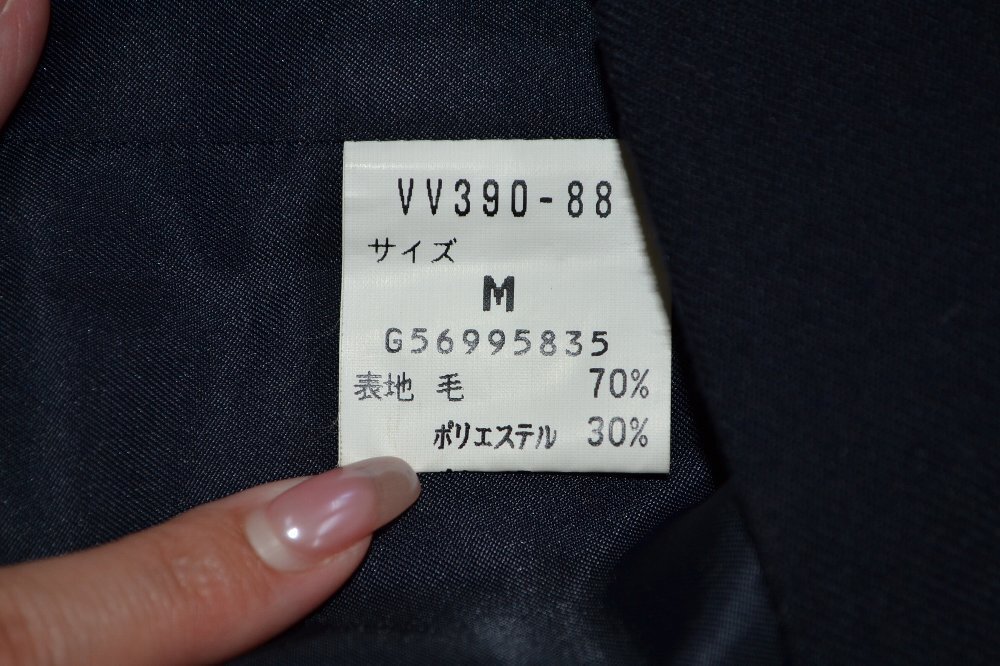 VV390-88
サイズ
M
G56995835
表地 毛 70%
ポリエステル 30%